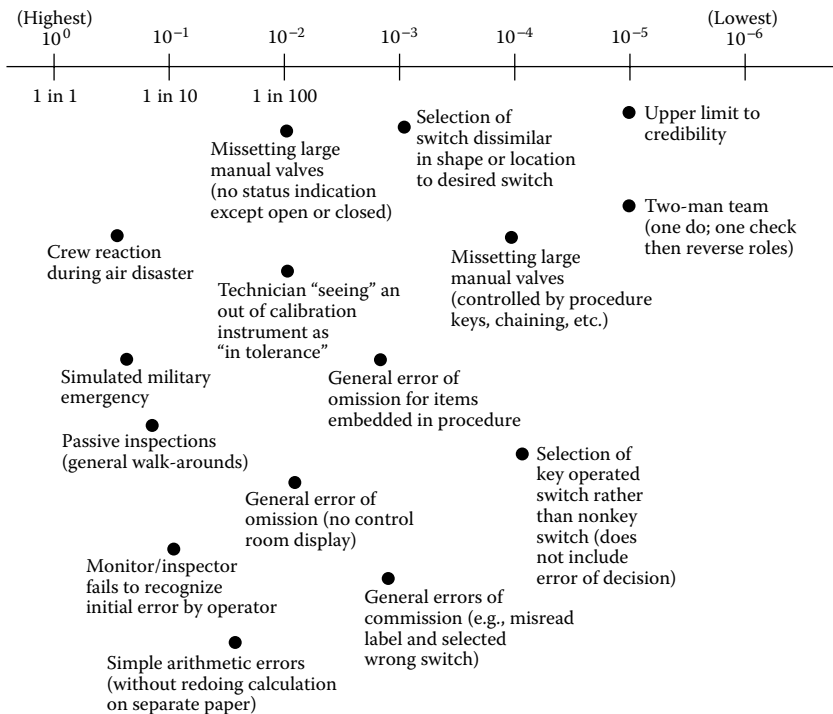 (Highest)
(Lowest)
10⁰
10⁻¹
10⁻²
10⁻³
10⁻⁴
10⁻⁵
10⁻⁶
1 in 1
1 in 10
1 in 100
Missetting large
manual valves
(no status indication
except open or closed)
Selection of
switch dissimilar
in shape or location
to desired switch
Upper limit to
credibility
Two-man team
(one do; one check
then reverse roles)
Crew reaction
during air disaster
Technician “seeing” an
out of calibration
instrument as
“in tolerance”
Missetting large
manual valves
(controlled by procedure
keys, chaining, etc.)
Simulated military
emergency
General error of
omission for items
embedded in procedure
Passive inspections
(general walk-arounds)
General error of
omission (no control
room display)
Selection of
key operated
switch rather
than nonkey
switch (does
not include
error of decision)
Monitor/inspector
fails to recognize
initial error by operator
General errors of
commission (e.g., misread
label and selected
wrong switch)
Simple arithmetic errors
(without redoing calculation
on separate paper)